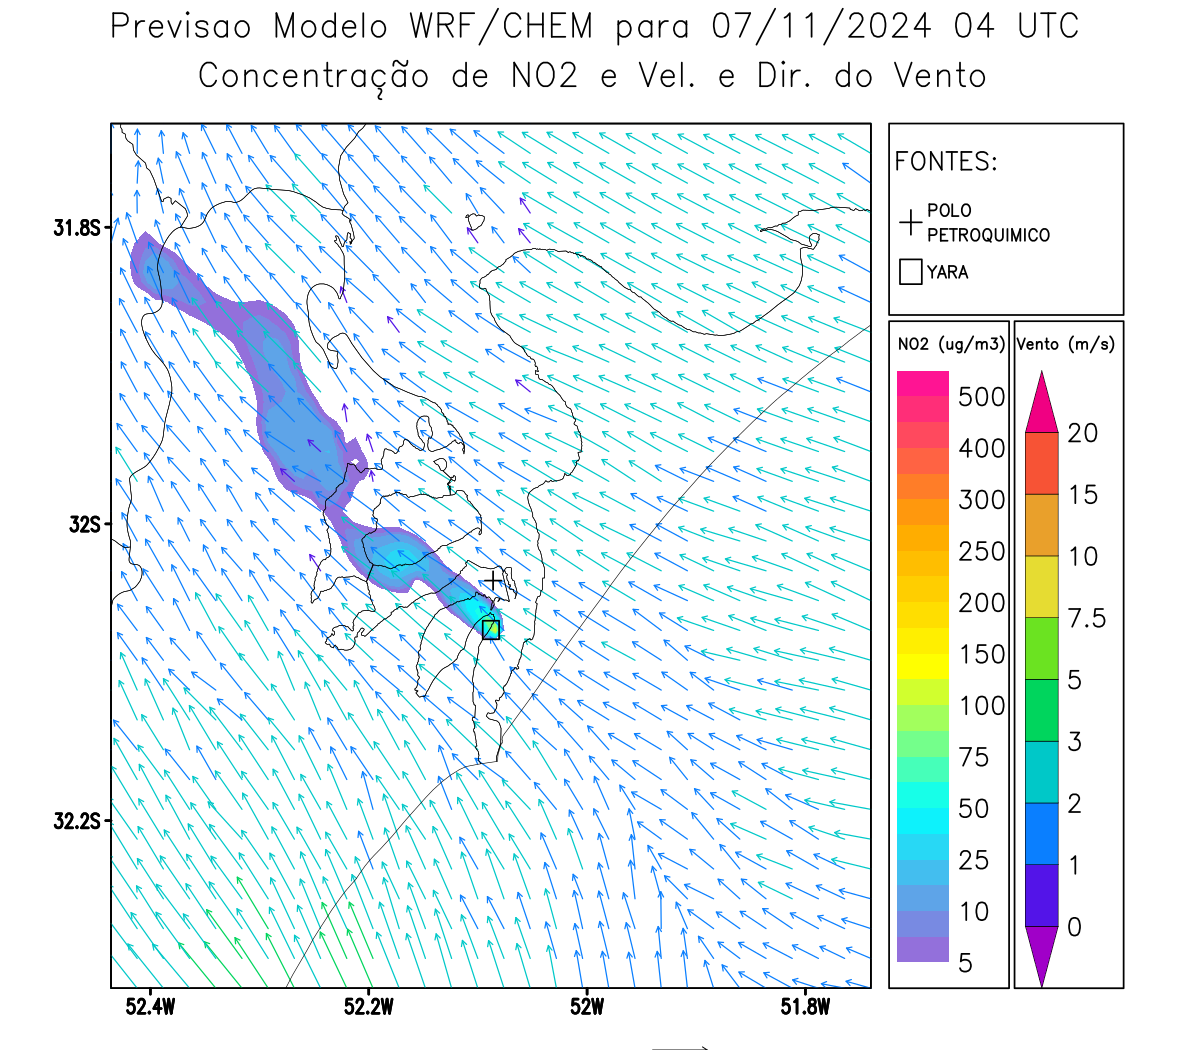 Previsao Modelo WRF/CHEM para 07/11/2024 04 UTC
Concentração de NO2 e Vel. e Dir. do Vento
FONTES:
POLO
PETROQUIMICO
YARA
NO2 (ug/m3)
500
400
300
250
200
150
100
75
50
25
10
5
Vento (m/s)
20
15
10
7.5
5
3
2
1
0
31.8S
32S
32.2S
52.4W
52.2W
52W
51.8W